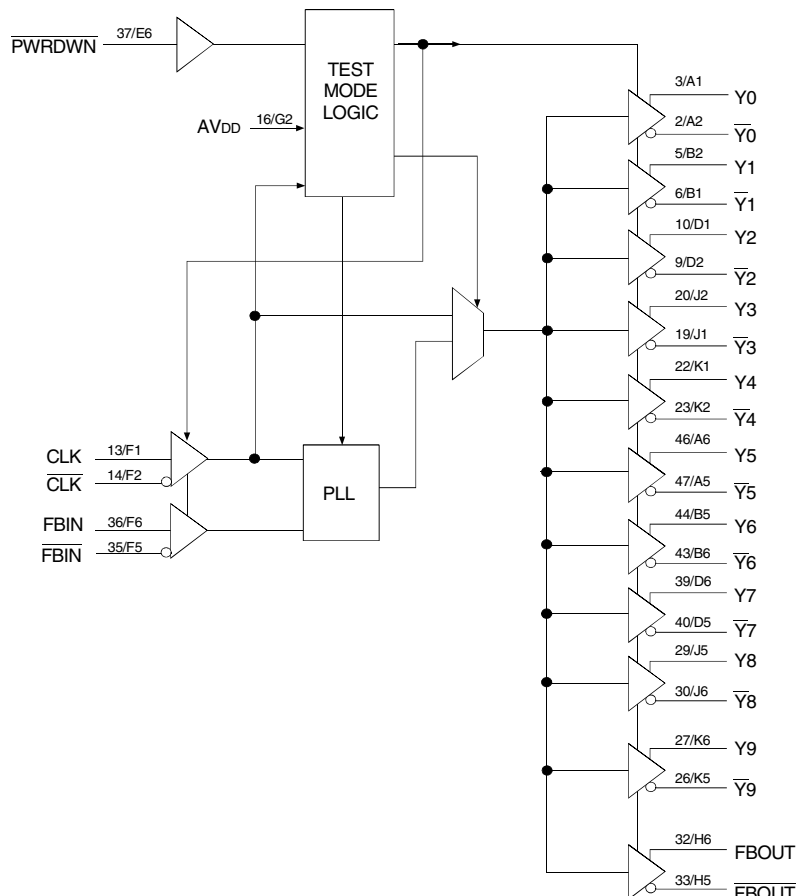 PWRDWN 37/E6
TEST
MODE
LOGIC
AVDD 16/G2
3/A1 Y0
2/A2 Y0
5/B2 Y1
6/B1 Y1
10/D1 Y2
9/D2 Y2
20/J2 Y3
19/J1 Y3
22/K1 Y4
23/K2 Y4
CLK 13/F1
CLK 14/F2
PLL
FBIN 36/F6
FBIN 35/F5
46/A6 Y5
47/A5 Y5
44/B5 Y6
43/B6 Y6
39/D6 Y7
40/D5 Y7
29/J5 Y8
30/J6 Y8
27/K6 Y9
26/K5 Y9
32/H6 FBOUT
33/H5 FBOUT